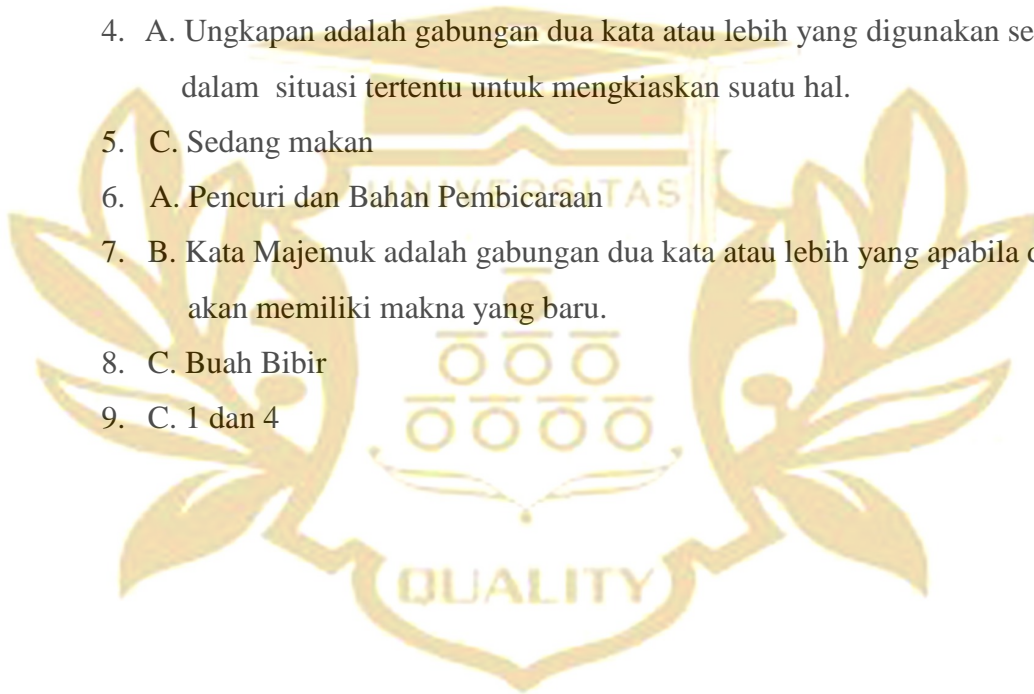 4. A. Ungkapan adalah gabungan dua kata atau lebih yang digunakan se
dalam situasi tertentu untuk mengkiaskan suatu hal.
5. C. Sedang makan
6. A. Pencuri dan Bahan Pembicaraan
UNIVERSITAS
7. B. Kata Majemuk adalah gabungan dua kata atau lebih yang apabila
akan memiliki makna yang baru.
8. C. Buah Bibir
9. C. 1 dan 4
QUALITY